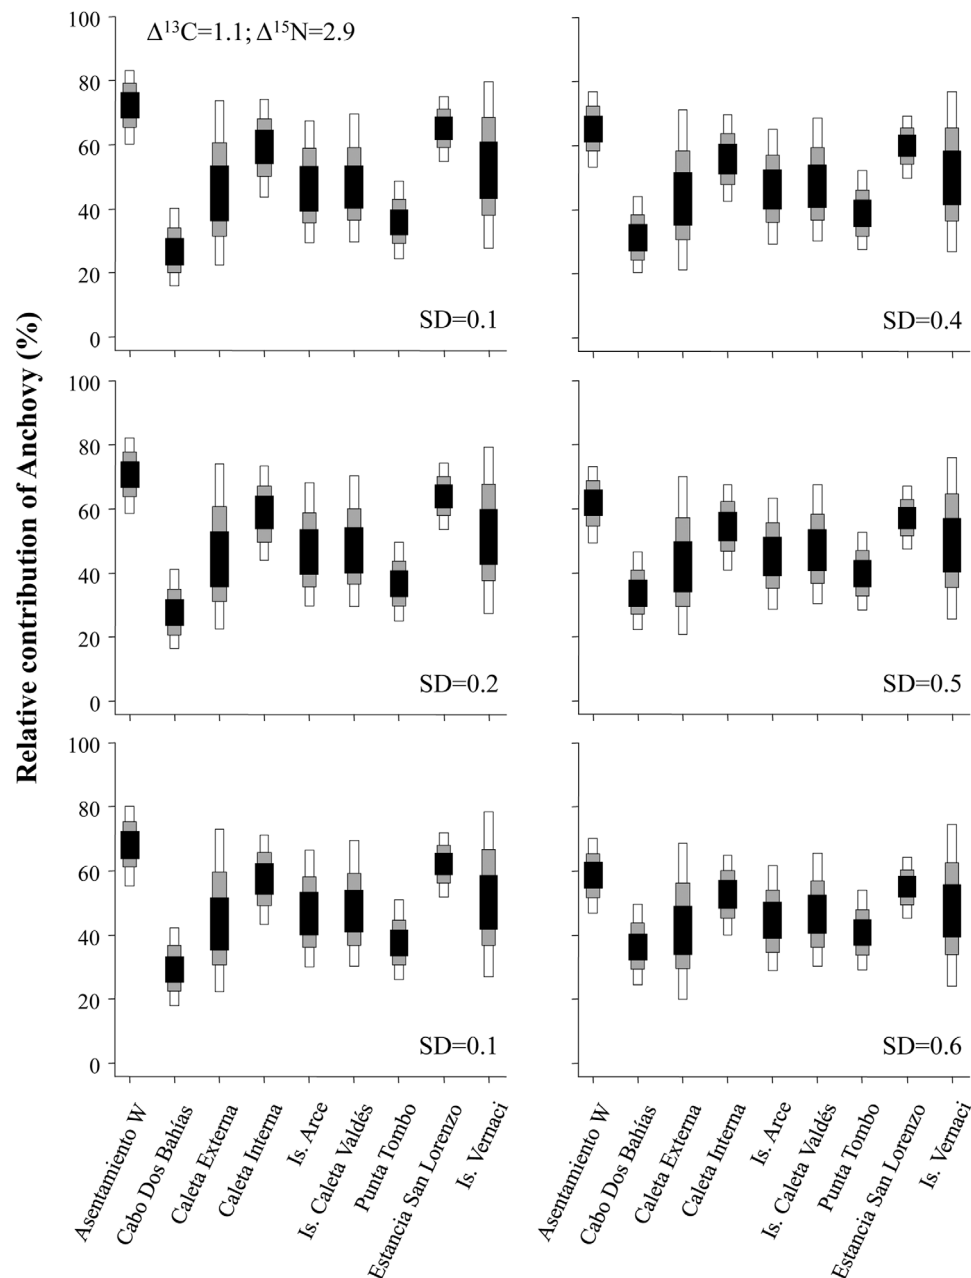 Δ¹³C=1.1; Δ¹⁵N=2.9
Relative contribution of Anchovy (%)
100
80
60
40
20
0
SD=0.1
SD=0.4
100
80
60
40
20
0
SD=0.2
SD=0.5
100
80
60
40
20
0
SD=0.1
SD=0.6
Asentamiento W
Cabo Dos Bahías
Caleta Externa
Caleta Interna
Is. Arce
Is. Caleta Valdés
Punta Tombo
Estancia San Lorenzo
Is. Vernaci
Asentamiento W
Cabo Dos Bahías
Caleta Externa
Caleta Interna
Is. Arce
Is. Caleta Valdés
Punta Tombo
Estancia San Lorenzo
Is. Vernaci